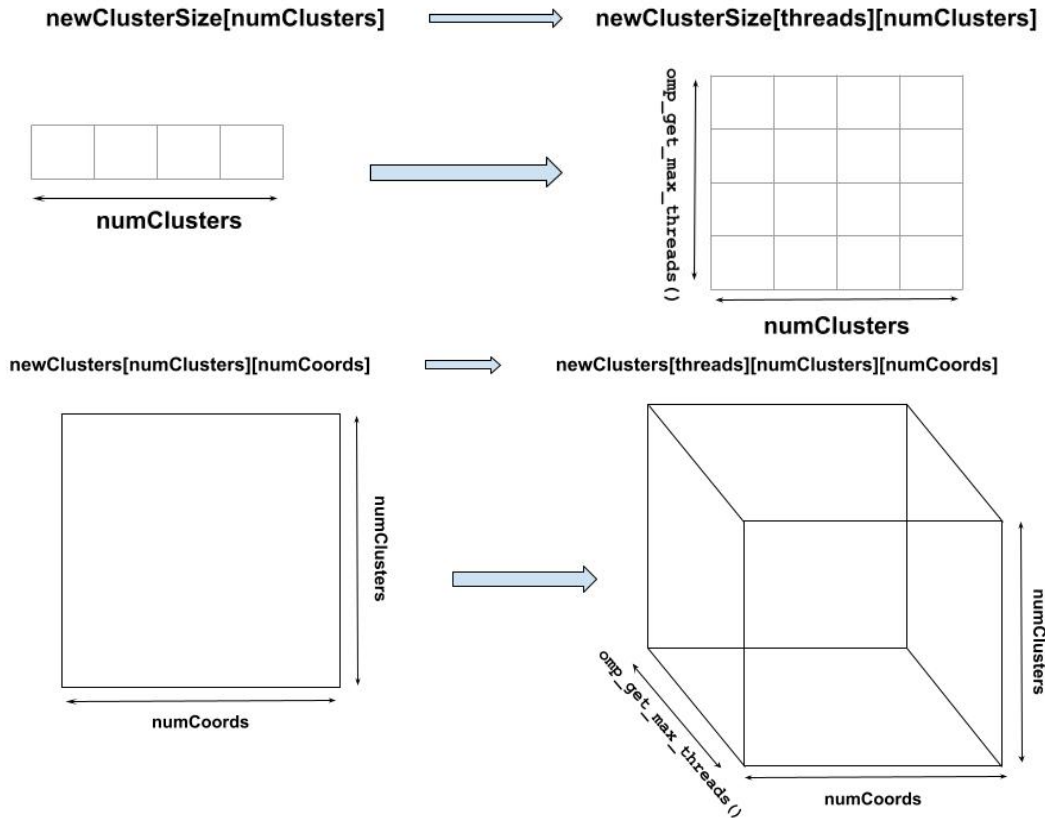 newClusterSize[numClusters]
newClusterSize[threads][numClusters]
numClusters
omp_get_max_threads()
numClusters
newClusters[numClusters][numCoords]
newClusters[threads][numClusters][numCoords]
numClusters
numCoords
omp_get_max_threads()
numClusters
numCoords